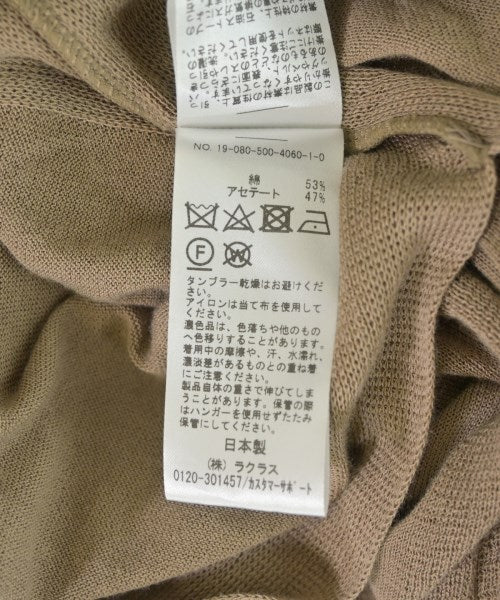 NO. 19-080-500-4060-1-0
綿 53%
アセテート 47%
F
W
タンブラー乾燥はお避けくだ
さい。
アイロンは当て布を使用して
ください。
濃色品は、色落ちや他のもの
へ色移りすることがあります。
着用中の摩擦や、汗、水濡れ、
濃淡差があるものとの重ね着
にご注意ください。
製品自体の重さで伸びてしま
うことがあります。保管の際
はハンガーを使用せずたたみ
保管にしてください。
日本製
(株) ラクラス
0120-301457/カスタマーサポート